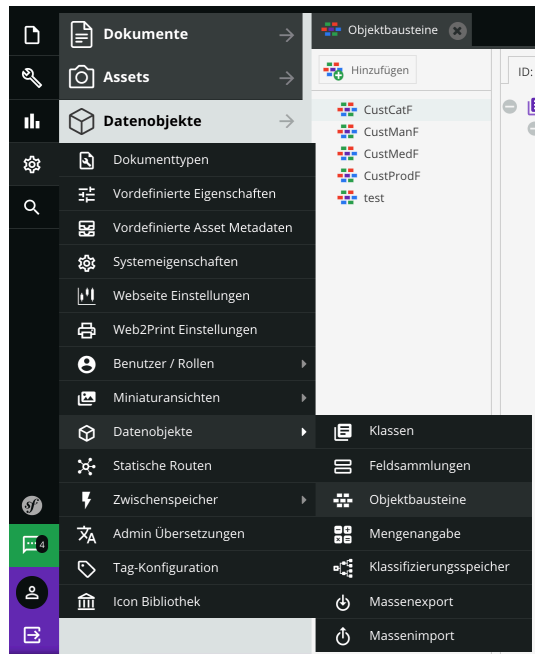 Dokumente
Assets
Datenobjekte
Dokumenttypen
Vordefinierte Eigenschaften
Vordefinierte Asset Metadaten
Systemeigenschaften
Webseite Einstellungen
Web2Print Einstellungen
Benutzer / Rollen
Miniaturansichten
Datenobjekte
Statische Routen
Zwischenspeicher
Admin Übersetzungen
Tag-Konfiguration
Icon Bibliothek
sf
4
Objektbausteine
Hinzufügen
ID:
CustCatF
CustManF
CustMedF
CustProdF
test
Klassen
Feldsammlungen
Objektbausteine
Mengenangabe
Klassifizierungsspeicher
Massenexport
Massenimport